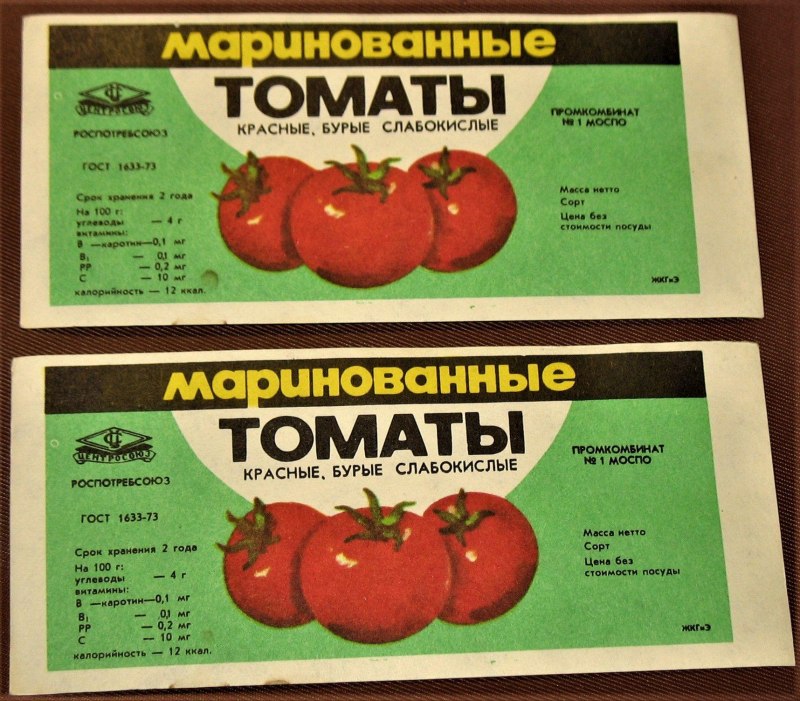 маринованные
ТОМАТЫ
КРАСНЫЕ, БУРЫЕ СЛАБОКИСЛЫЕ
ЦЕНТРОСОЮЗ
РОСПОТРЕБСОЮЗ
ГОСТ 1633-73
Срок хранения 2 года
На 100 г:
углеводы — 4 г
витамины:
В —каротин—0,1 мг
В₁ — 0,1 мг
РР — 0,2 мг
С — 10 мг
калорийность — 12 ккал.
ПРОМКОМБИНАТ
№ 1 МОСПО
Масса нетто
Сорт
Цена без
стоимости посуды
ЖКГиЭ
маринованные
ТОМАТЫ
КРАСНЫЕ, БУРЫЕ СЛАБОКИСЛЫЕ
ЦЕНТРОСОЮЗ
РОСПОТРЕБСОЮЗ
ГОСТ 1633-73
Срок хранения 2 года
На 100 г:
углеводы — 4 г
витамины:
В —каротин—0,1 мг
В₁ — 0,1 мг
РР — 0,2 мг
С — 10 мг
калорийность — 12 ккал.
ПРОМКОМБИНАТ
№ 1 МОСПО
Масса нетто
Сорт
Цена без
стоимости посуды
ЖКГиЭ